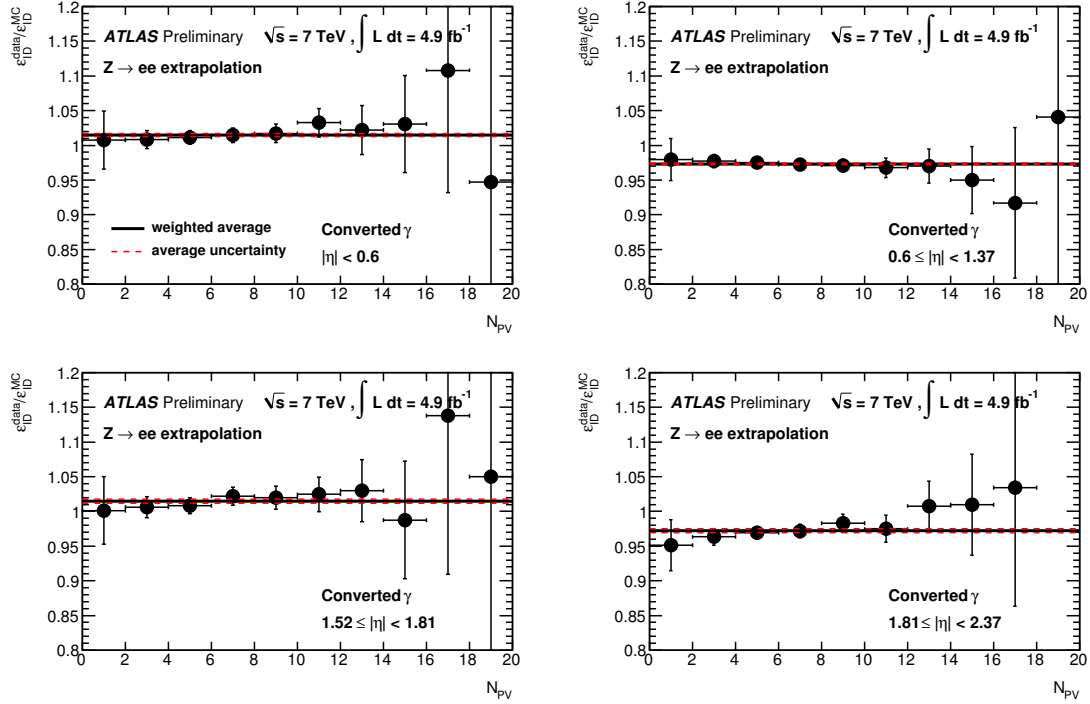 ε_ID^data/ε_ID^MC
1.2
1.15
1.1
1.05
1
0.95
0.9
0.85
0.8
ATLAS Preliminary √s = 7 TeV , ∫ L dt = 4.9 fb⁻¹
Z → ee extrapolation
weighted average
average uncertainty
Converted γ
|η| < 0.6
0 2 4 6 8 10 12 14 16 18 20
N_PV
ε_ID^data/ε_ID^MC
1.2
1.15
1.1
1.05
1
0.95
0.9
0.85
0.8
ATLAS Preliminary √s = 7 TeV , ∫ L dt = 4.9 fb⁻¹
Z → ee extrapolation
Converted γ
0.6 ≤ |η| < 1.37
0 2 4 6 8 10 12 14 16 18 20
N_PV
ε_ID^data/ε_ID^MC
1.2
1.15
1.1
1.05
1
0.95
0.9
0.85
0.8
ATLAS Preliminary √s = 7 TeV , ∫ L dt = 4.9 fb⁻¹
Z → ee extrapolation
Converted γ
1.52 ≤ |η| < 1.81
0 2 4 6 8 10 12 14 16 18 20
N_PV
ε_ID^data/ε_ID^MC
1.2
1.15
1.1
1.05
1
0.95
0.9
0.85
0.8
ATLAS Preliminary √s = 7 TeV , ∫ L dt = 4.9 fb⁻¹
Z → ee extrapolation
Converted γ
1.81 ≤ |η| < 2.37
0 2 4 6 8 10 12 14 16 18 20
N_PV